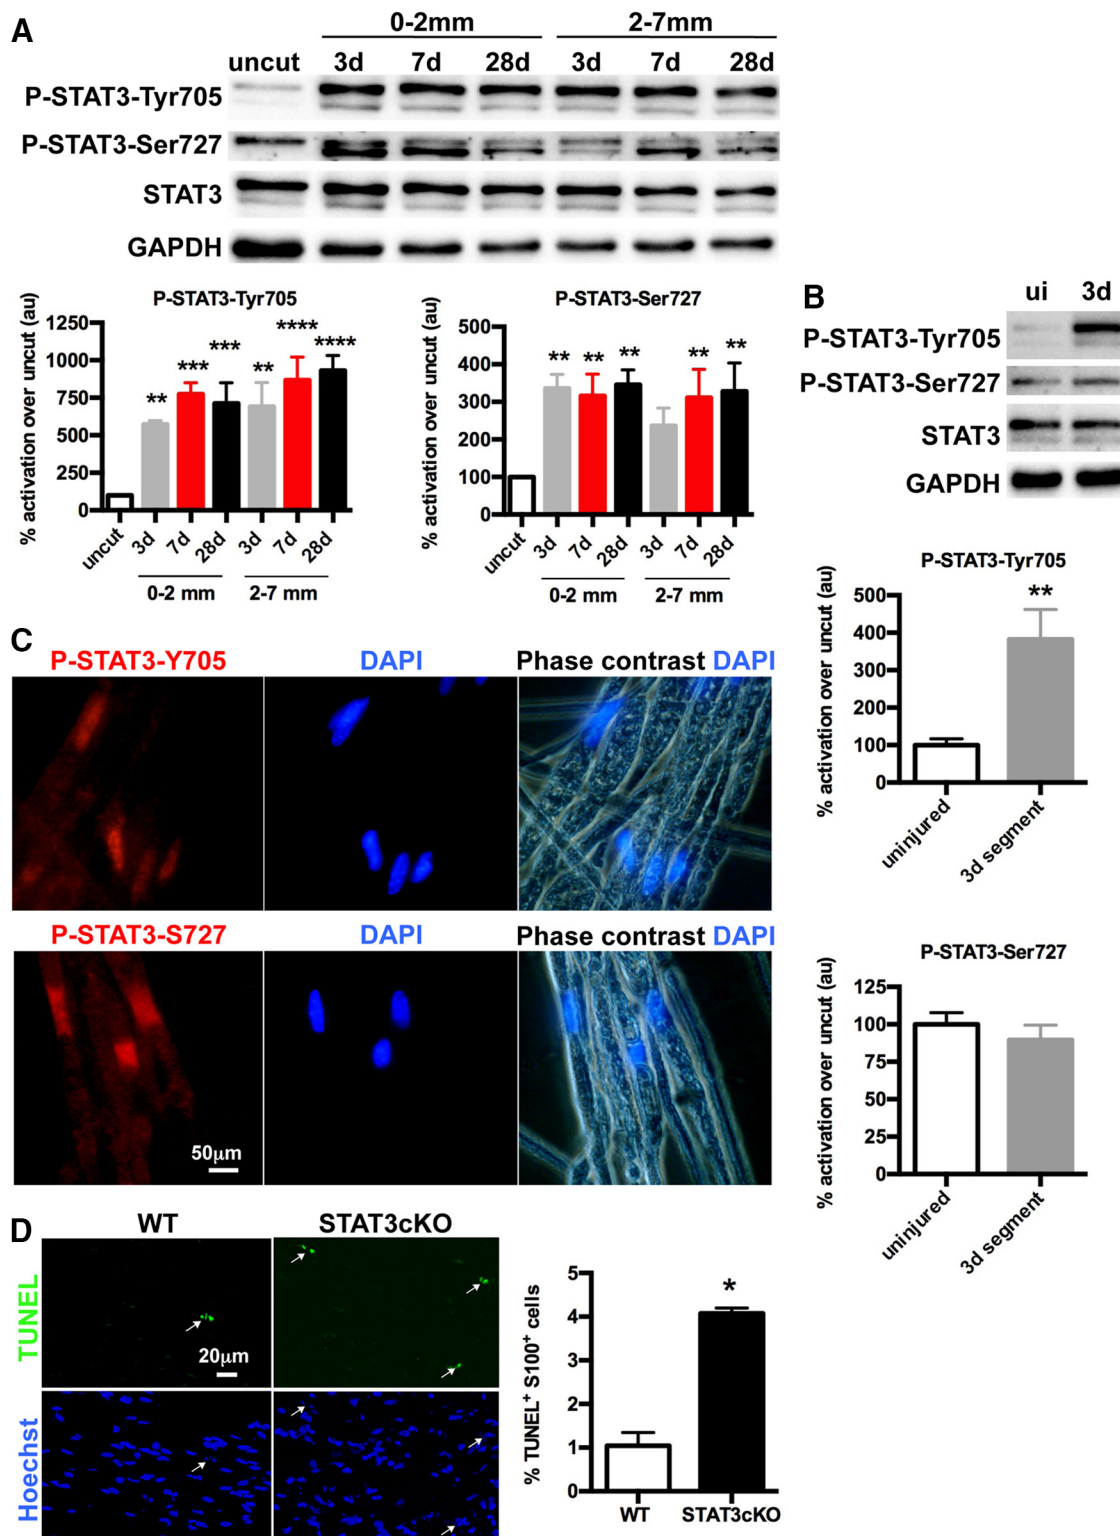 A
0-2mm 2-7mm
uncut 3d 7d 28d 3d 7d 28d
P-STAT3-Tyr705
P-STAT3-Ser727
STAT3
GAPDH
P-STAT3-Tyr705
% activation over uncut (au)
1250
1000
750
500
250
0
** *** *** ** **** ****
uncut 3d 7d 28d 3d 7d 28d
0-2 mm 2-7 mm
P-STAT3-Ser727
% activation over uncut (au)
500
400
300
200
100
0
** ** ** ** **
uncut 3d 7d 28d 3d 7d 28d
0-2 mm 2-7 mm
B
ui 3d
P-STAT3-Tyr705
P-STAT3-Ser727
STAT3
GAPDH
P-STAT3-Tyr705
% activation over uncut (au)
500
400
300
200
100
0
**
uninjured 3d segment
P-STAT3-Ser727
% activation over uncut (au)
125
100
75
50
25
0
uninjured 3d segment
C
P-STAT3-Y705 DAPI Phase contrast DAPI
P-STAT3-S727 DAPI Phase contrast DAPI
50μm
D
WT STAT3cKO
TUNEL
20μm
Hoechst
% TUNEL+ S100+ cells
5
4
3
2
1
0
*
WT STAT3cKO